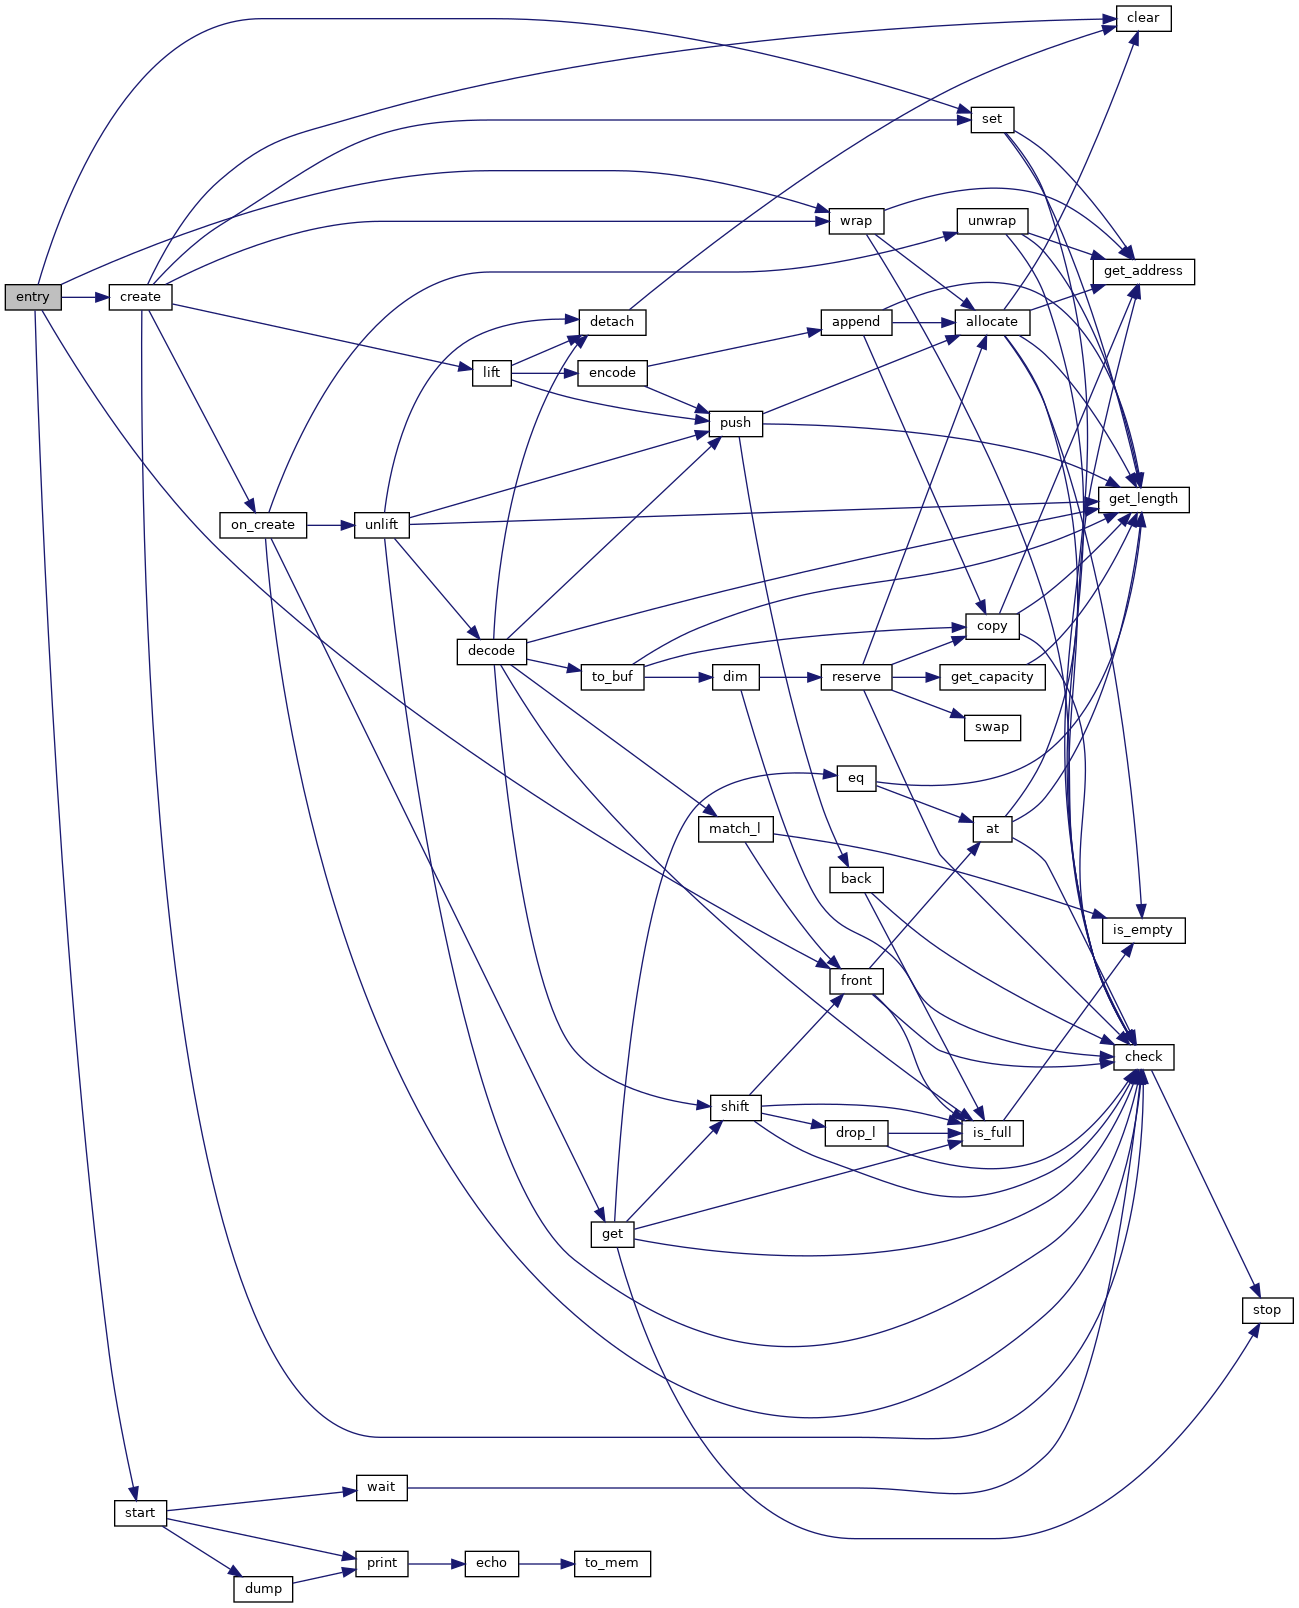 clear
set
wrap
unwrap
get_address
entry
create
detach
append
allocate
lift
encode
push
get_length
on_create
unlift
copy
decode
to_buf
dim
reserve
get_capacity
swap
eq
match_l
at
back
is_empty
front
check
shift
drop_l
is_full
get
stop
wait
start
print
echo
to_mem
dump